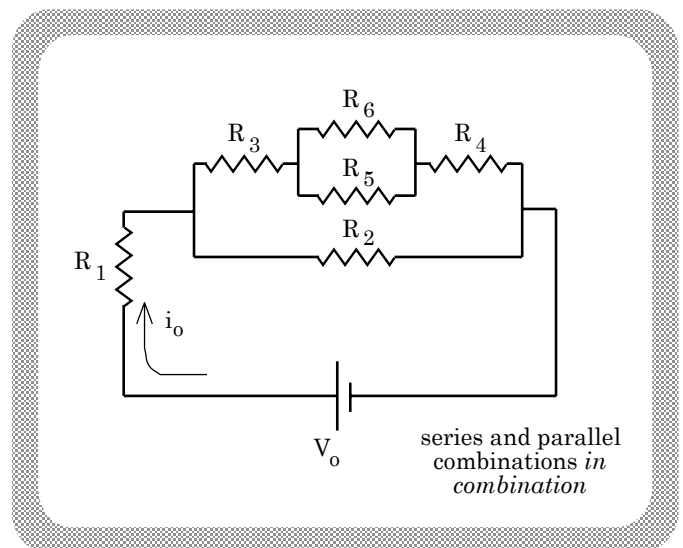 R6
R3
R4
R5
R2
R1
io
Vo
series and parallel
combinations in
combination